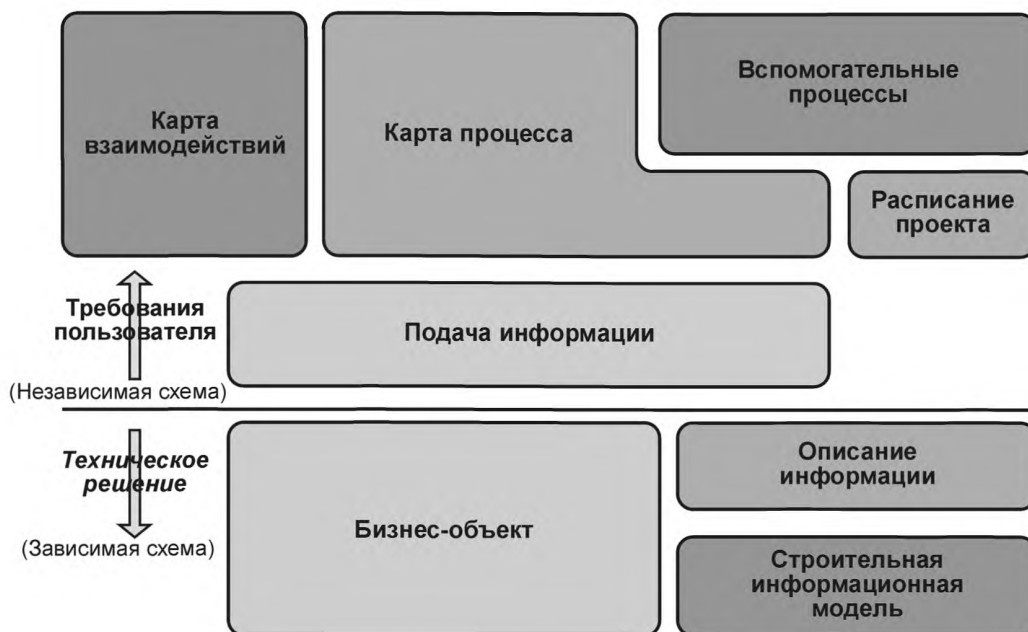 Карта
взаимодействий
Карта процесса
Вспомогательные
процессы
Расписание
проекта
Требования
пользователя
(Независимая схема)
Подача информации
Техническое
решение
(Зависимая схема)
Бизнес-объект
Описание
информации
Строительная
информационная
модель